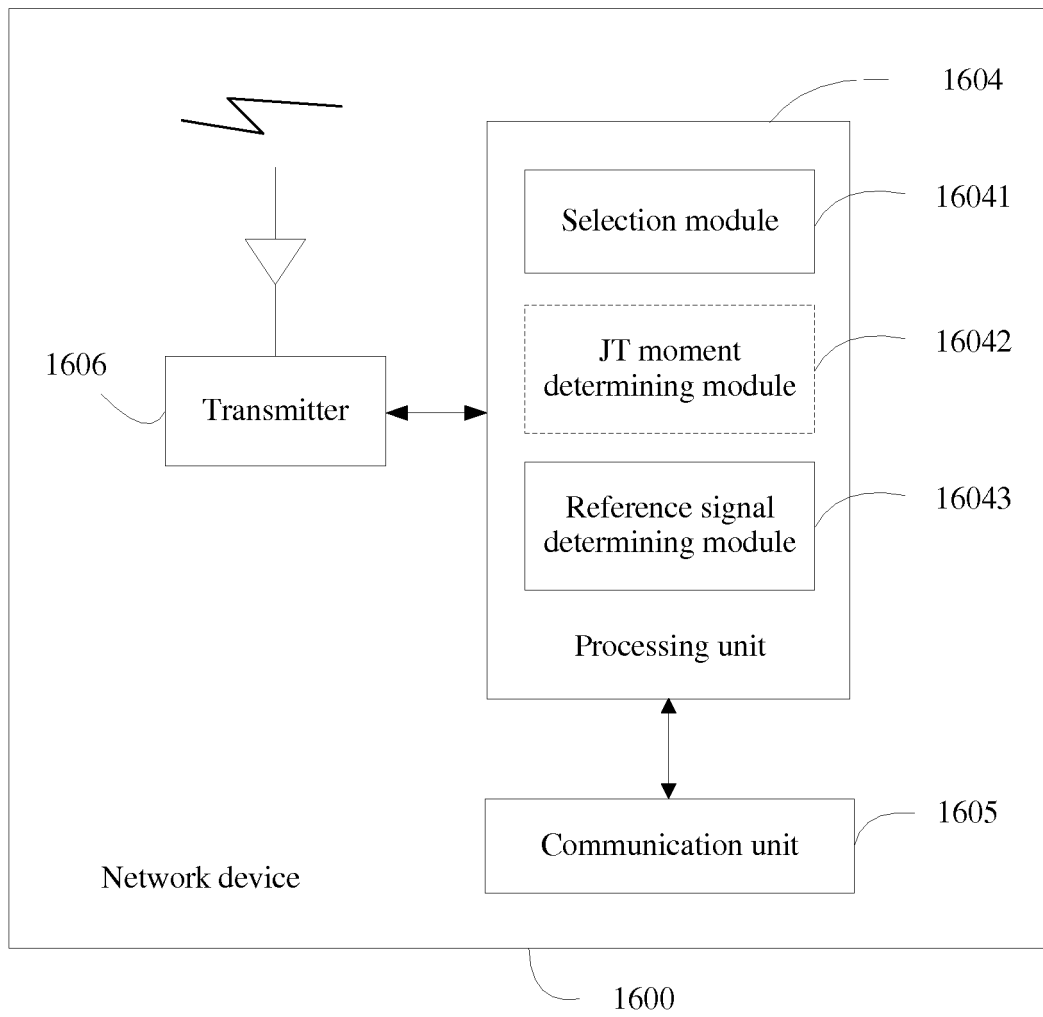 1604
16041
Selection module
16042
JT moment
determining module
1606
Transmitter
16043
Reference signal
determining module
Processing unit
1605
Communication unit
Network device
1600